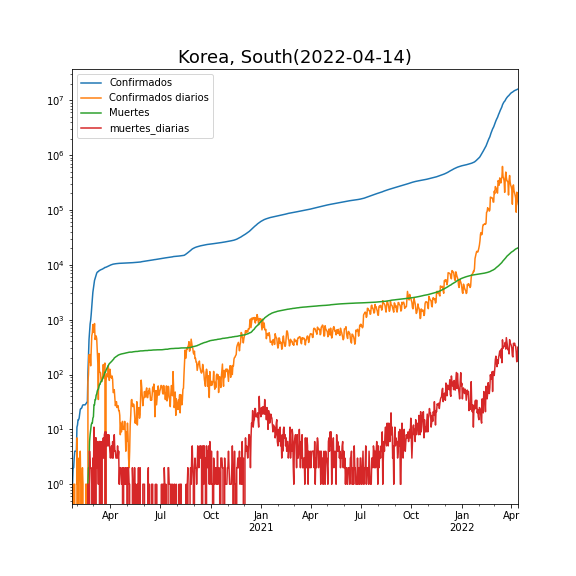 Korea, South(2022-04-14)
Confirmados
Confirmados diarios
Muertes
muertes_diarias
10⁷
10⁶
10⁵
10⁴
10³
10²
10¹
10⁰
Apr Jul Oct Jan Apr Jul Oct Jan Apr
2021 2022